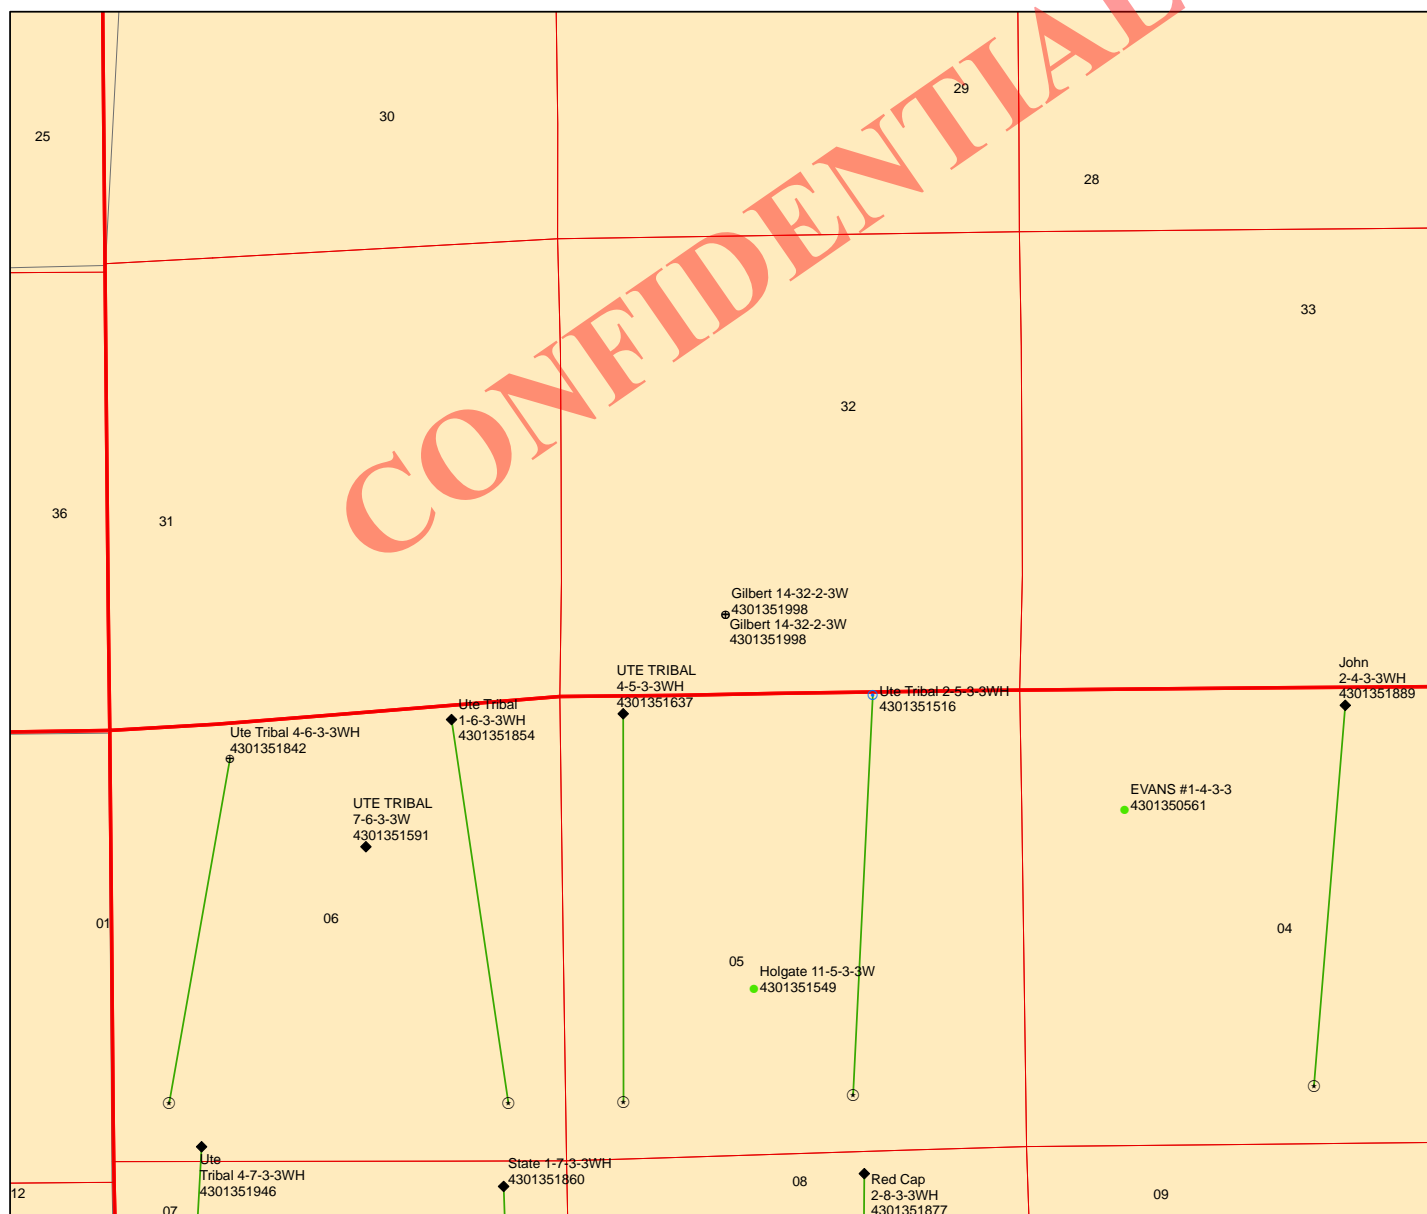 CONFIDENTIAL
29
30
25
28
33
32
36
31
Gilbert 14-32-2-3W
4301351998
Gilbert 14-32-2-3W
4301351998
UTE TRIBAL
4-5-3-3WH
4301351637
Ute Tribal 2-5-3-3WH
4301351516
John
2-4-3-3WH
4301351889
Ute Tribal
1-6-3-3WH
4301351854
Ute Tribal 4-6-3-3WH
4301351842
UTE TRIBAL
7-6-3-3W
4301351591
EVANS #1-4-3-3
4301350561
01
06
04
05
Holgate 11-5-3-3W
4301351549
Ute
Tribal 4-7-3-3WH
4301351946
State 1-7-3-3WH
4301351860
Red Cap
2-8-3-3WH
4301351877
12
07
08
09